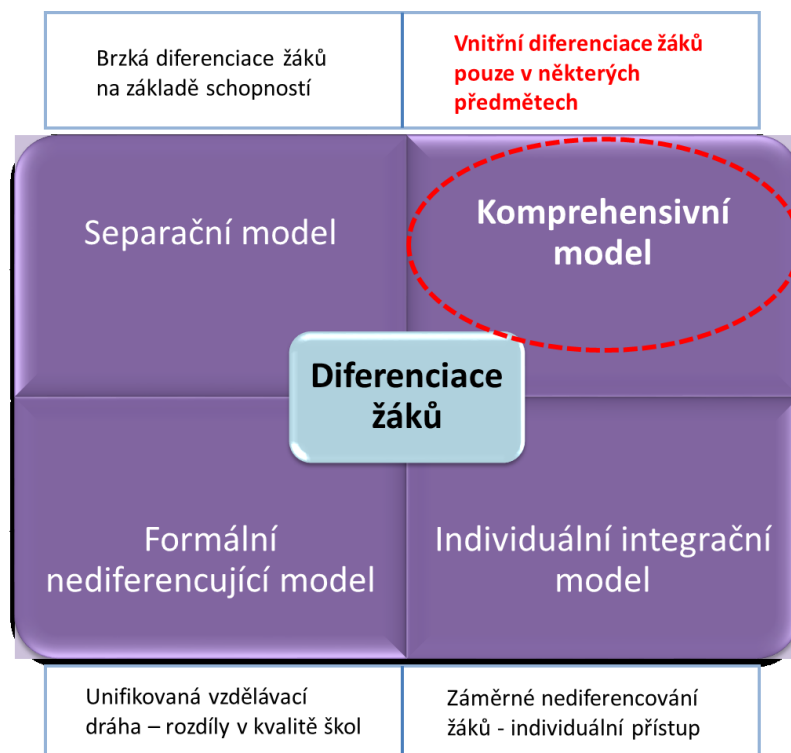 Brzká diferenciace žáků
na základě schopností
Vnitřní diferenciace žáků
pouze v některých
předmětech
Separační model
Komprehensivní
model
Diferenciace
žáků
Formální
nediferencující model
Individuální integrační
model
Unifikovaná vzdělávací
dráha – rozdíly v kvalitě škol
Záměrné nediferencování
žáků - individuální přístup